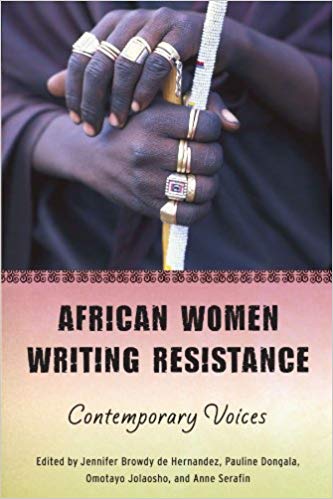 AFRICAN WOMEN
WRITING RESISTANCE
Contemporary Voices
Edited by Jennifer Browdy de Hernandez, Pauline Dongala,
Omotayo Jolaosho, and Anne Serafin